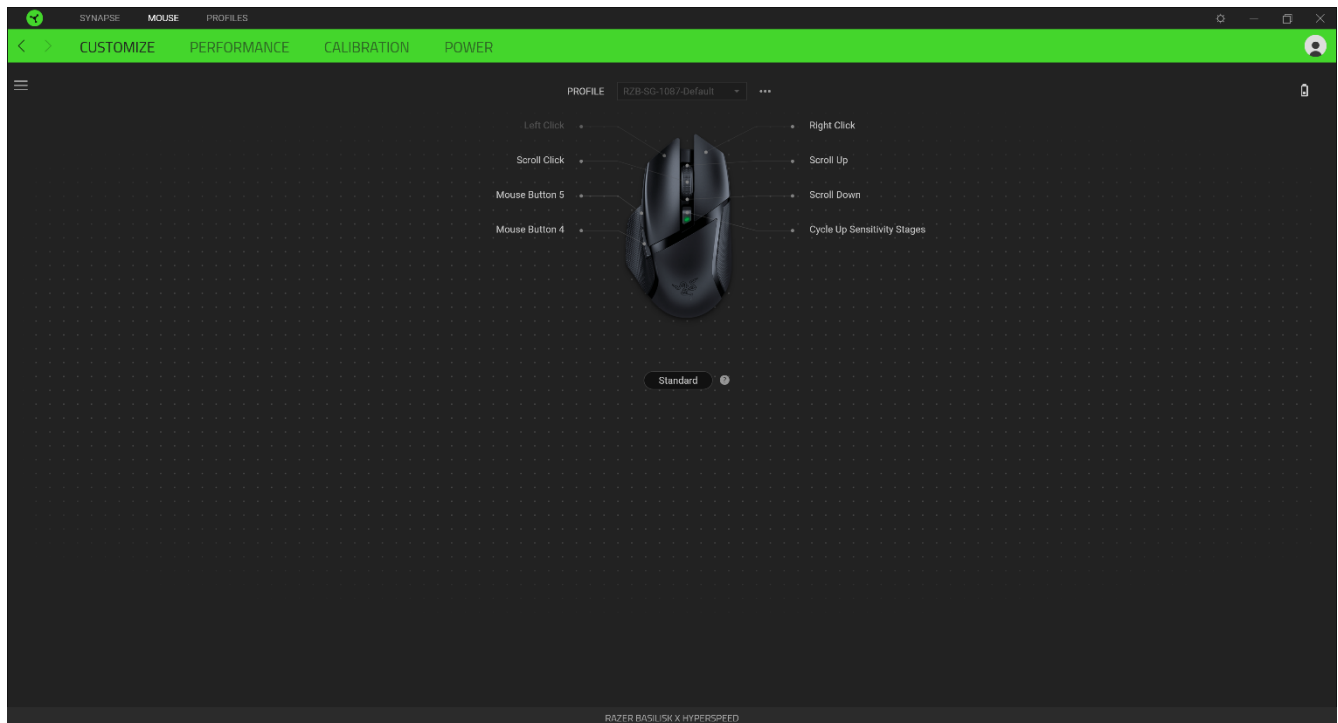 SYNAPSE MOUSE PROFILES
CUSTOMIZE PERFORMANCE CALIBRATION POWER
PROFILE RZB-SG-1087-Default
Left Click Right Click
Scroll Click Scroll Up
Mouse Button 5 Scroll Down
Mouse Button 4 Cycle Up Sensitivity Stages
Standard ?
RAZER BASILISK X HYPERSPEED